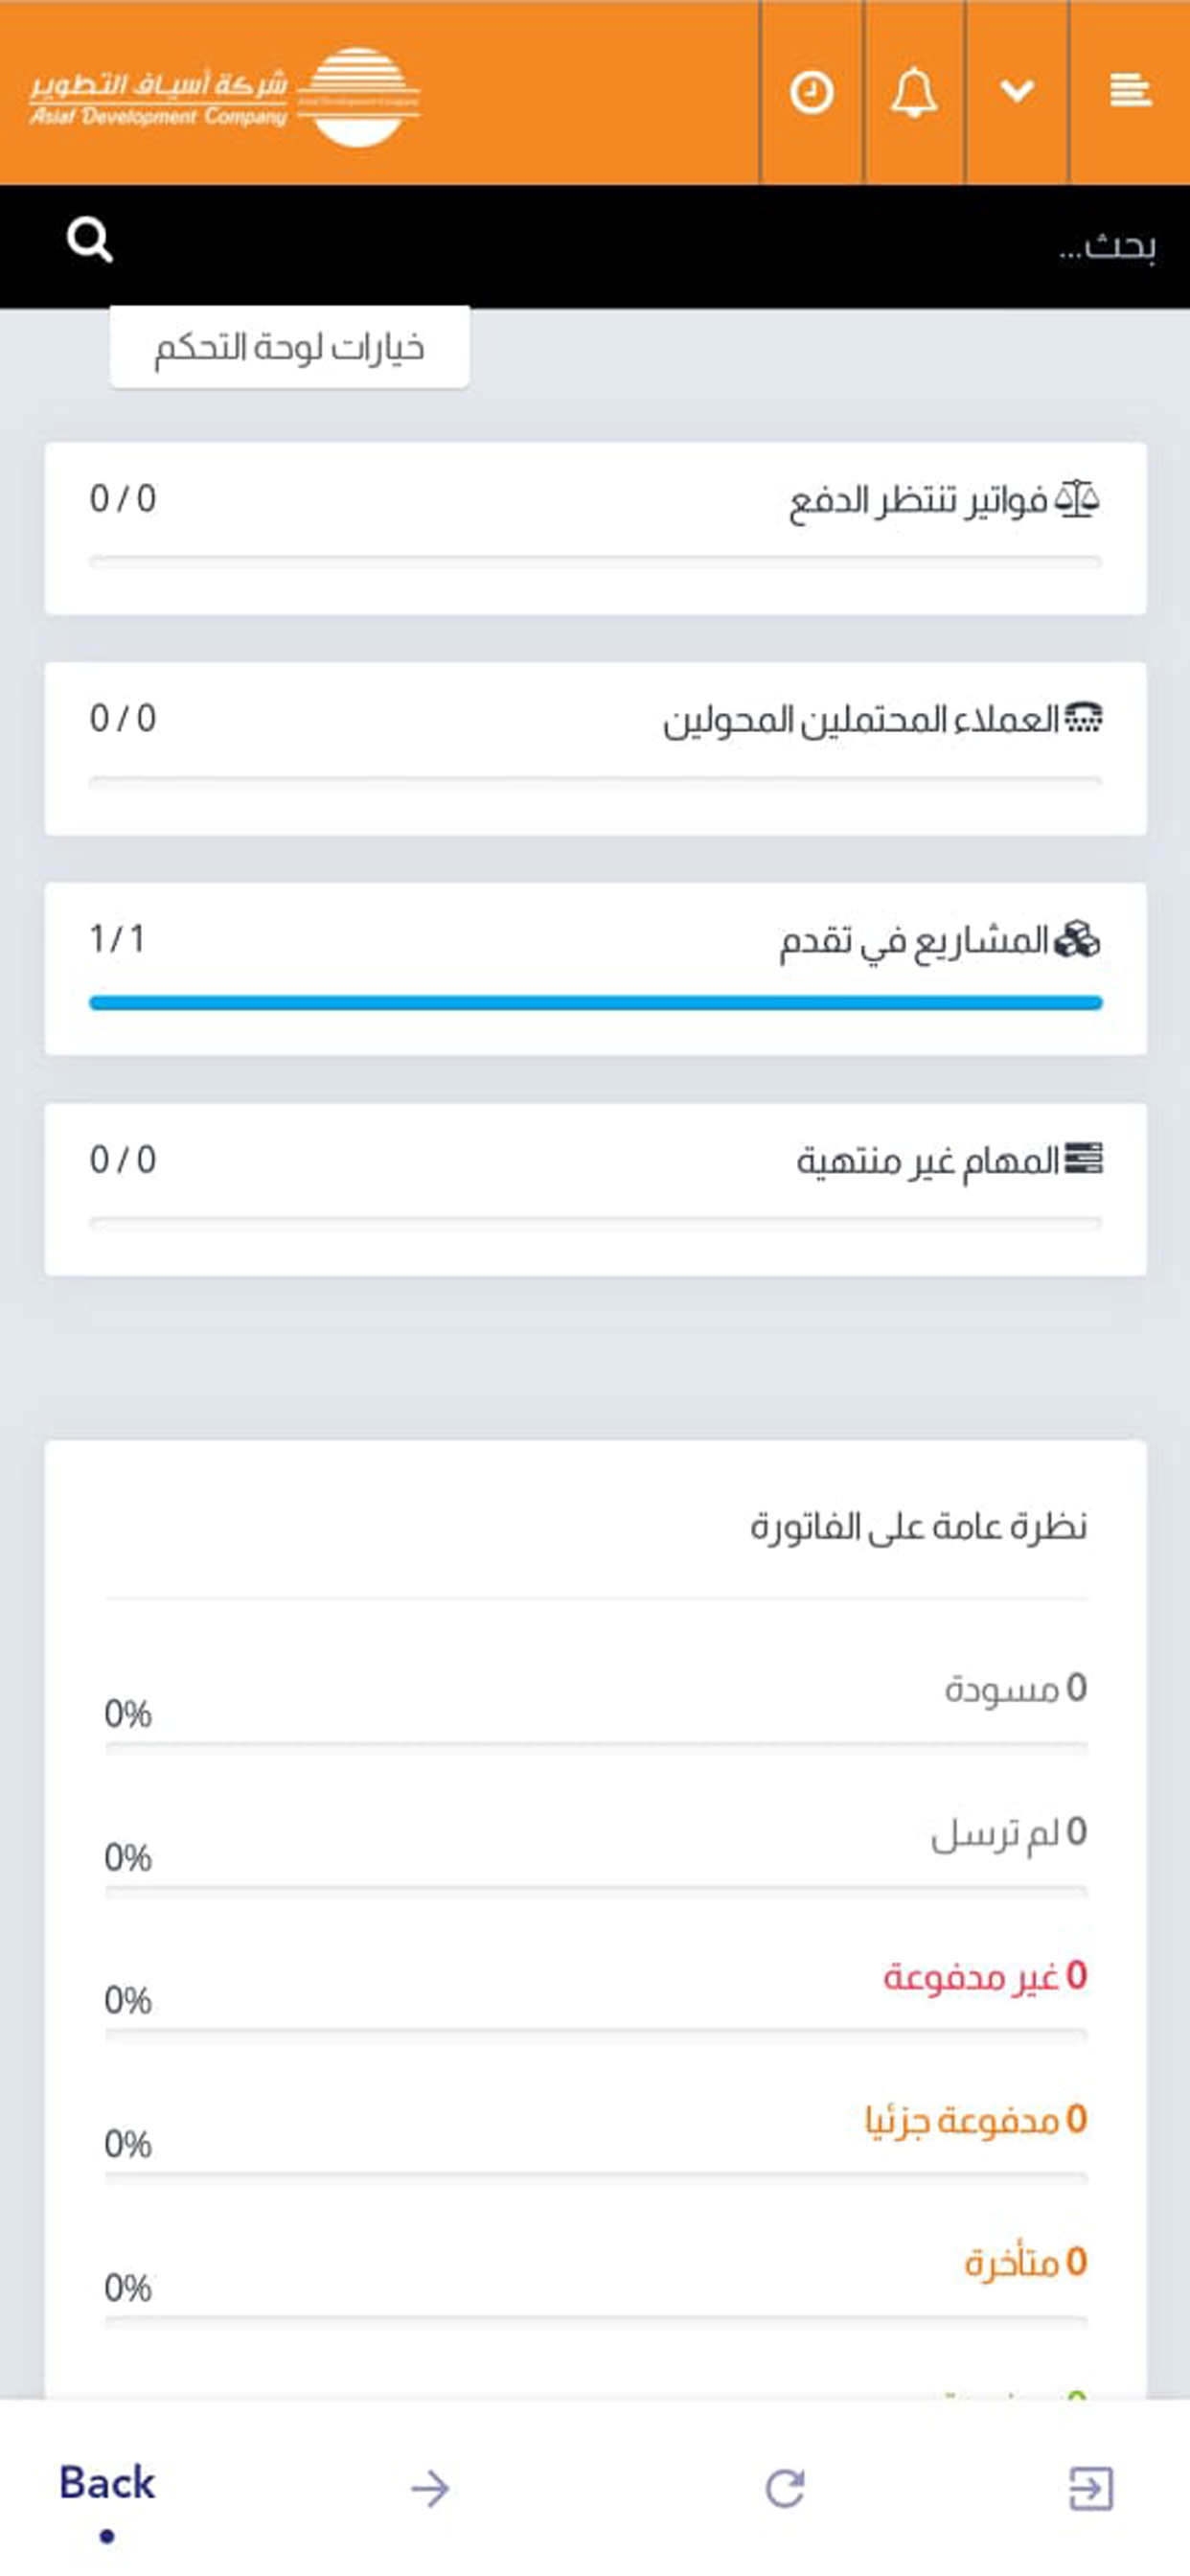 شركة أسياف التطوير
Asiaf Development Company
بحث...
خيارات لوحة التحكم
فواتير تنتظر الدفع 0 / 0
العملاء المحتملين المحولين 0 / 0
المشاريع في تقدم 1 / 1
المهام غير منتهية 0 / 0
نظرة عامة على الفاتورة
0 مسودة
0%
0 لم ترسل
0%
0 غير مدفوعة
0%
0 مدفوعة جزئيا
0%
0 متأخرة
0%
Back